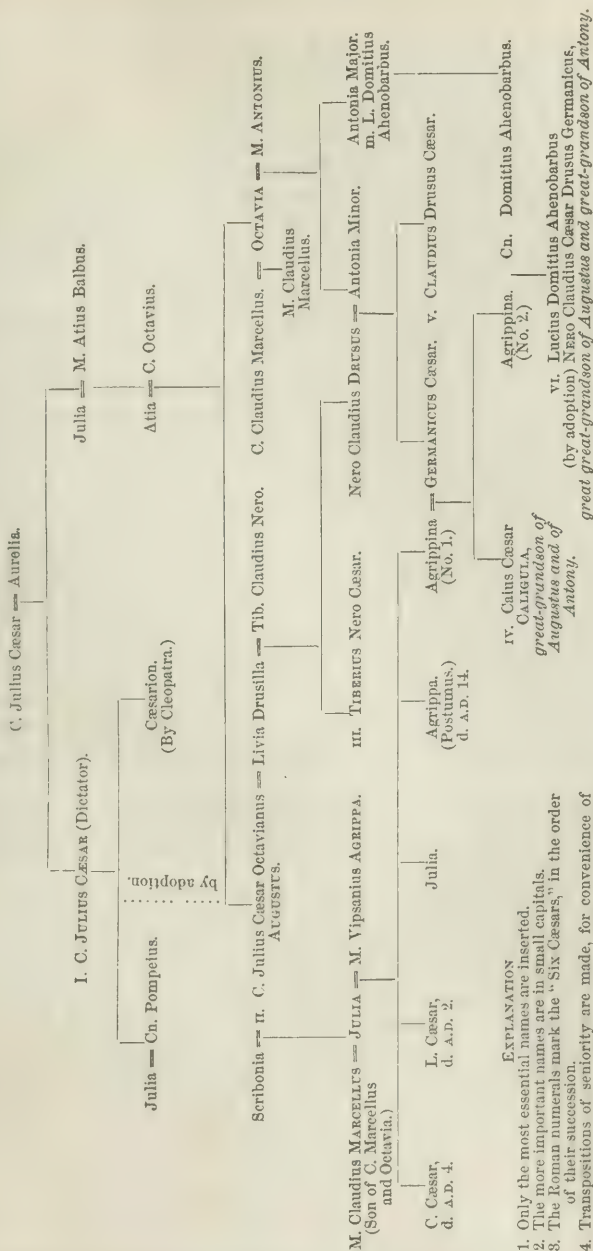 C. Julius Cæsar = Aurelia.
I. C. JULIUS CÆSAR (Dictator).
Julia = M. Atius Balbus.
Julia = Cn. Pompeius.
Cæsarion.
(By Cleopatra.)
Atia = C. Octavius.
by adoption.
Scribonia = II. C. Julius Cæsar Octavianus = Livia Drusilla = Tib. Claudius Nero. C. Claudius Marcellus. = OCTAVIA = M. ANTONIUS.
AUGUSTUS.
M. Claudius
Marcellus.
M. Claudius MARCELLUS = JULIA = M. Vipsanius AGRIPPA.
(Son of C. Marcellus
and Octavia.)
III. TIBERIUS Nero Cæsar.
Nero Claudius DRUSUS = Antonia Minor.
Antonia Major.
m. L. Domitius
Ahenobarbus.
C. Cæsar,
d. A.D. 4.
L. Cæsar,
d. A.D. 2.
Julia.
Agrippa.
(Postumus.)
d. A.D. 14.
Agrippina = GERMANICUS Cæsar. V. CLAUDIUS Drusus Cæsar.
(No. 1.)
IV. Caius Cæsar
CALIGULA,
great-grandson of
Augustus and of
Antony.
Agrippina.
(No. 2.)
Cn. Domitius Ahenobarbus.
VI. Lucius Domitius Ahenobarbus
(by adoption) NERO Claudius Cæsar Drusus Germanicus,
great great-grandson of Augustus and great-grandson of Antony.
EXPLANATION
1. Only the most essential names are inserted.
2. The more important names are in small capitals.
3. The Roman numerals mark the "Six Cæsars," in the order
of their succession.
4. Transpositions of seniority are made, for convenience of